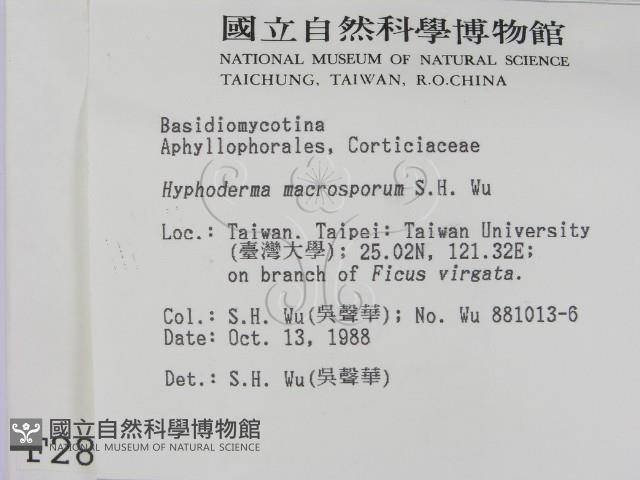 國立自然科學博物館
NATIONAL MUSEUM OF NATURAL SCIENCE
TAICHUNG, TAIWAN, R.O.CHINA
Basidiomycotina
Aphyllophorales, Corticiaceae
Hyphoderma macrosporum S.H. Wu
Loc.: Taiwan. Taipei: Taiwan University
(臺灣大學); 25.02N, 121.32E;
on branch of Ficus virgata.
Col.: S.H. Wu(吳聲華); No. Wu 881013-6
Date: Oct. 13, 1988
Det.: S.H. Wu(吳聲華)
國立自然科學博物館
NATIONAL MUSEUM OF NATURAL SCIENCE
F28